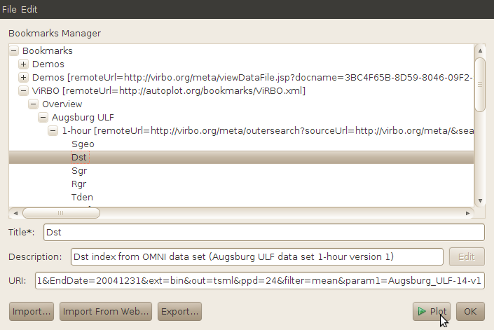 File Edit
Bookmarks Manager
Bookmarks
Demos
Demos [remoteUrl=http://virbo.org/meta/viewDataFile.jsp?docname=3BC4F65B-8D59-8046-09F2-
ViRBO [remoteUrl=http://autoplot.org/bookmarks/ViRBO.xml]
Overview
Augsburg ULF
1-hour [remoteUrl=http://virbo.org/meta/outersearch?sourceUrl=http://virbo.org/meta/&sea
Sgeo
Dst
Sgr
Rgr
Tden
Title*: Dst
Description: Dst index from OMNI data set (Augsburg ULF data set 1-hour version 1) Edit
URI: 1&EndDate=20041231&ext=bin&out=tsml&ppd=24&filter=mean&param1=Augsburg_ULF-14-v1
Import... Import From Web... Export... Plot OK